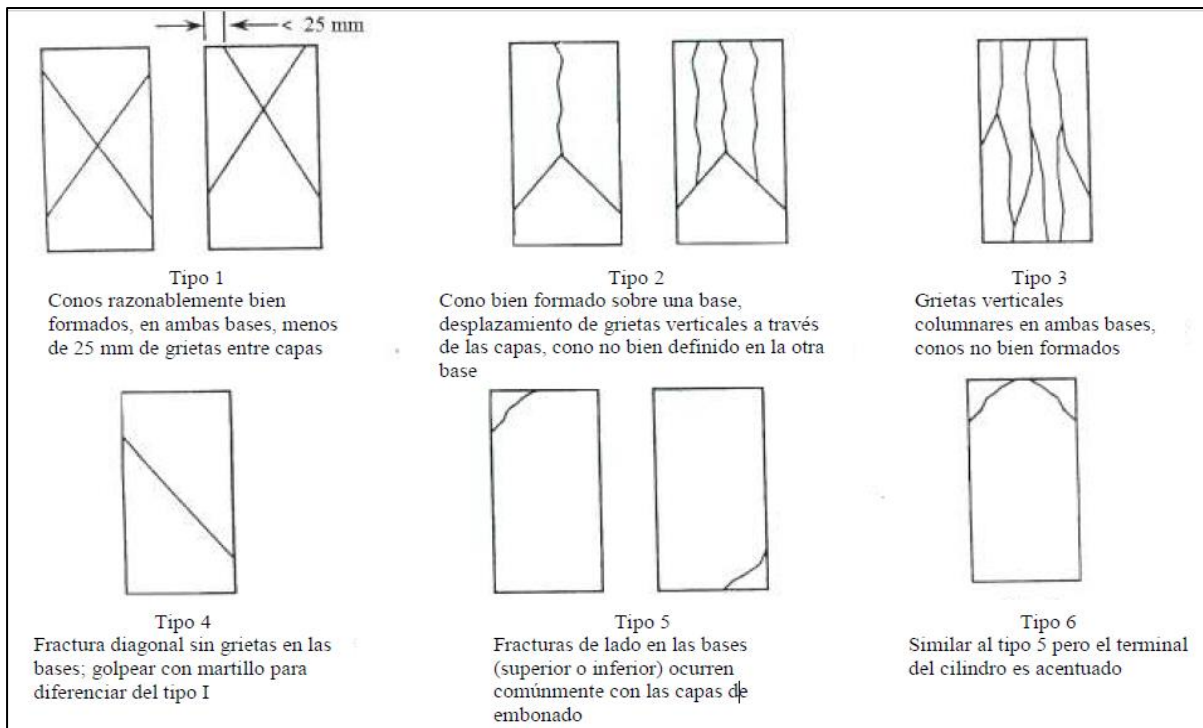 < 25 mm
Tipo 1
Conos razonablemente bien
formados, en ambas bases, menos
de 25 mm de grietas entre capas
Tipo 2
Cono bien formado sobre una base,
desplazamiento de grietas verticales a través
de las capas, cono no bien definido en la otra
base
Tipo 3
Grietas verticales
columnares en ambas bases,
conos no bien formados
Tipo 4
Fractura diagonal sin grietas en las
bases; golpear con martillo para
diferenciar del tipo I
Tipo 5
Fracturas de lado en las bases
(superior o inferior) ocurren
comúnmente con las capas de
embonado
Tipo 6
Similar al tipo 5 pero el terminal
del cilindro es acentuado